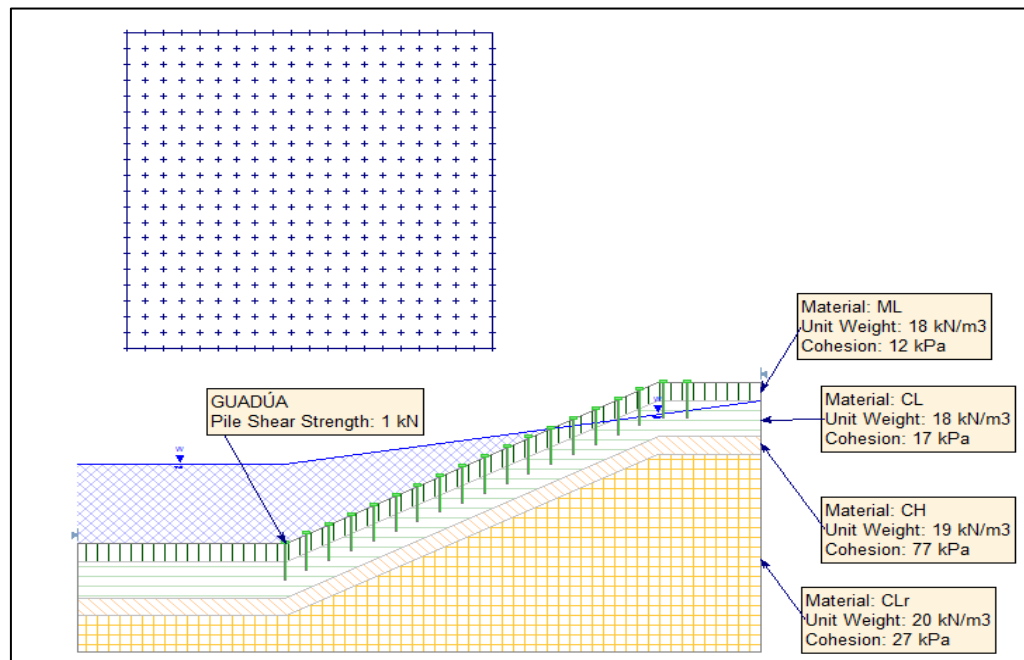 Material: ML
Unit Weight: 18 kN/m3
Cohesion: 12 kPa
GUADÚA
Pile Shear Strength: 1 kN
Material: CL
Unit Weight: 18 kN/m3
Cohesion: 17 kPa
W
W
Material: CH
Unit Weight: 19 kN/m3
Cohesion: 77 kPa
Material: CLr
Unit Weight: 20 kN/m3
Cohesion: 27 kPa